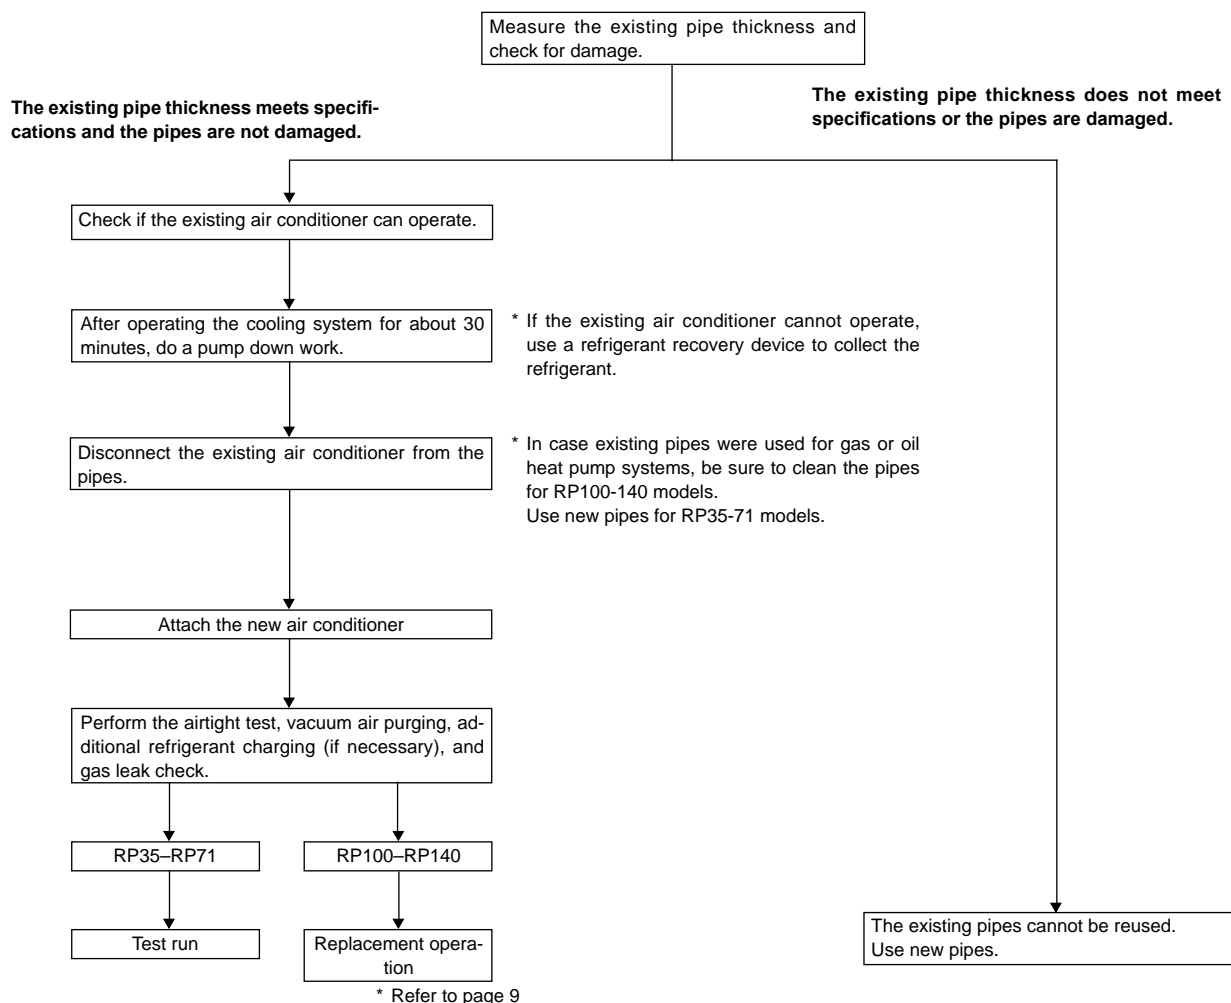 Measure the existing pipe thickness and
check for damage.
The existing pipe thickness meets specifi-
cations and the pipes are not damaged.
The existing pipe thickness does not meet
specifications or the pipes are damaged.
Check if the existing air conditioner can operate.
After operating the cooling system for about 30
minutes, do a pump down work.
* If the existing air conditioner cannot operate,
use a refrigerant recovery device to collect the
refrigerant.
Disconnect the existing air conditioner from the
pipes.
* In case existing pipes were used for gas or oil
heat pump systems, be sure to clean the pipes
for RP100-140 models.
Use new pipes for RP35-71 models.
Attach the new air conditioner
Perform the airtight test, vacuum air purging, ad-
ditional refrigerant charging (if necessary), and
gas leak check.
RP35–RP71
RP100–RP140
Test run
Replacement opera-
tion
* Refer to page 9
The existing pipes cannot be reused.
Use new pipes.